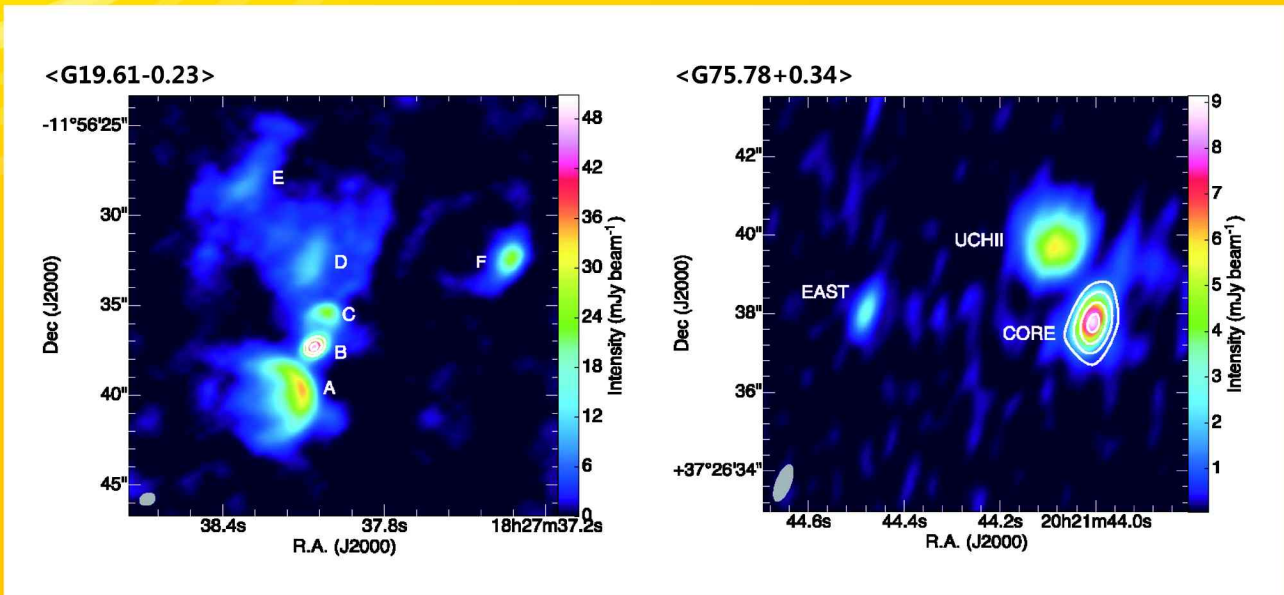 <G19.61-0.23>
-11°56'25"
30"
35"
40"
45"
E
D
F
C
B
A
38.4s
37.8s
18h27m37.2s
R.A. (J2000)
Dec (J2000)
48
42
36
30
24
18
12
6
0
Intensity (mJy beam-1)
<G75.78+0.34>
42"
40"
38"
36"
+37°26'34"
UCHII
EAST
CORE
44.6s
44.4s
44.2s
20h21m44.0s
R.A. (J2000)
Dec (J2000)
9
8
7
6
5
4
3
2
1
Intensity (mJy beam-1)